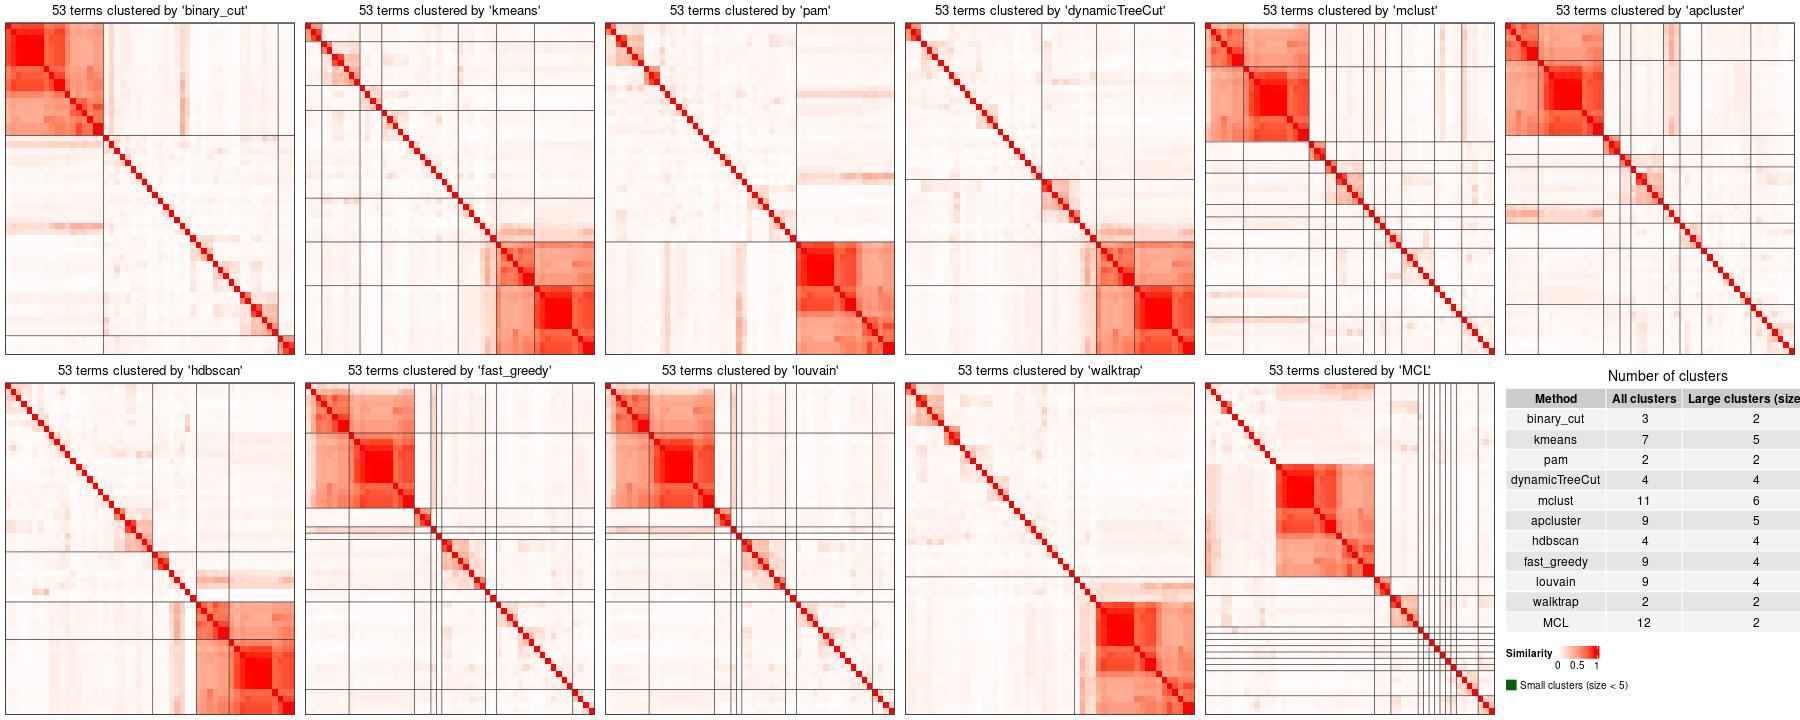 53 terms clustered by 'binary_cut'
53 terms clustered by 'kmeans'
53 terms clustered by 'pam'
53 terms clustered by 'dynamicTreeCut'
53 terms clustered by 'mclust'
53 terms clustered by 'apcluster'
53 terms clustered by 'hdbscan'
53 terms clustered by 'fast_greedy'
53 terms clustered by 'louvain'
53 terms clustered by 'walktrap'
53 terms clustered by 'MCL'
Number of clusters
Method All clusters Large clusters (size
binary_cut 3 2
kmeans 7 5
pam 2 2
dynamicTreeCut 4 4
mclust 11 6
apcluster 9 5
hdbscan 4 4
fast_greedy 9 4
louvain 9 4
walktrap 2 2
MCL 12 2
Similarity
0 0.5 1
Small clusters (size < 5)